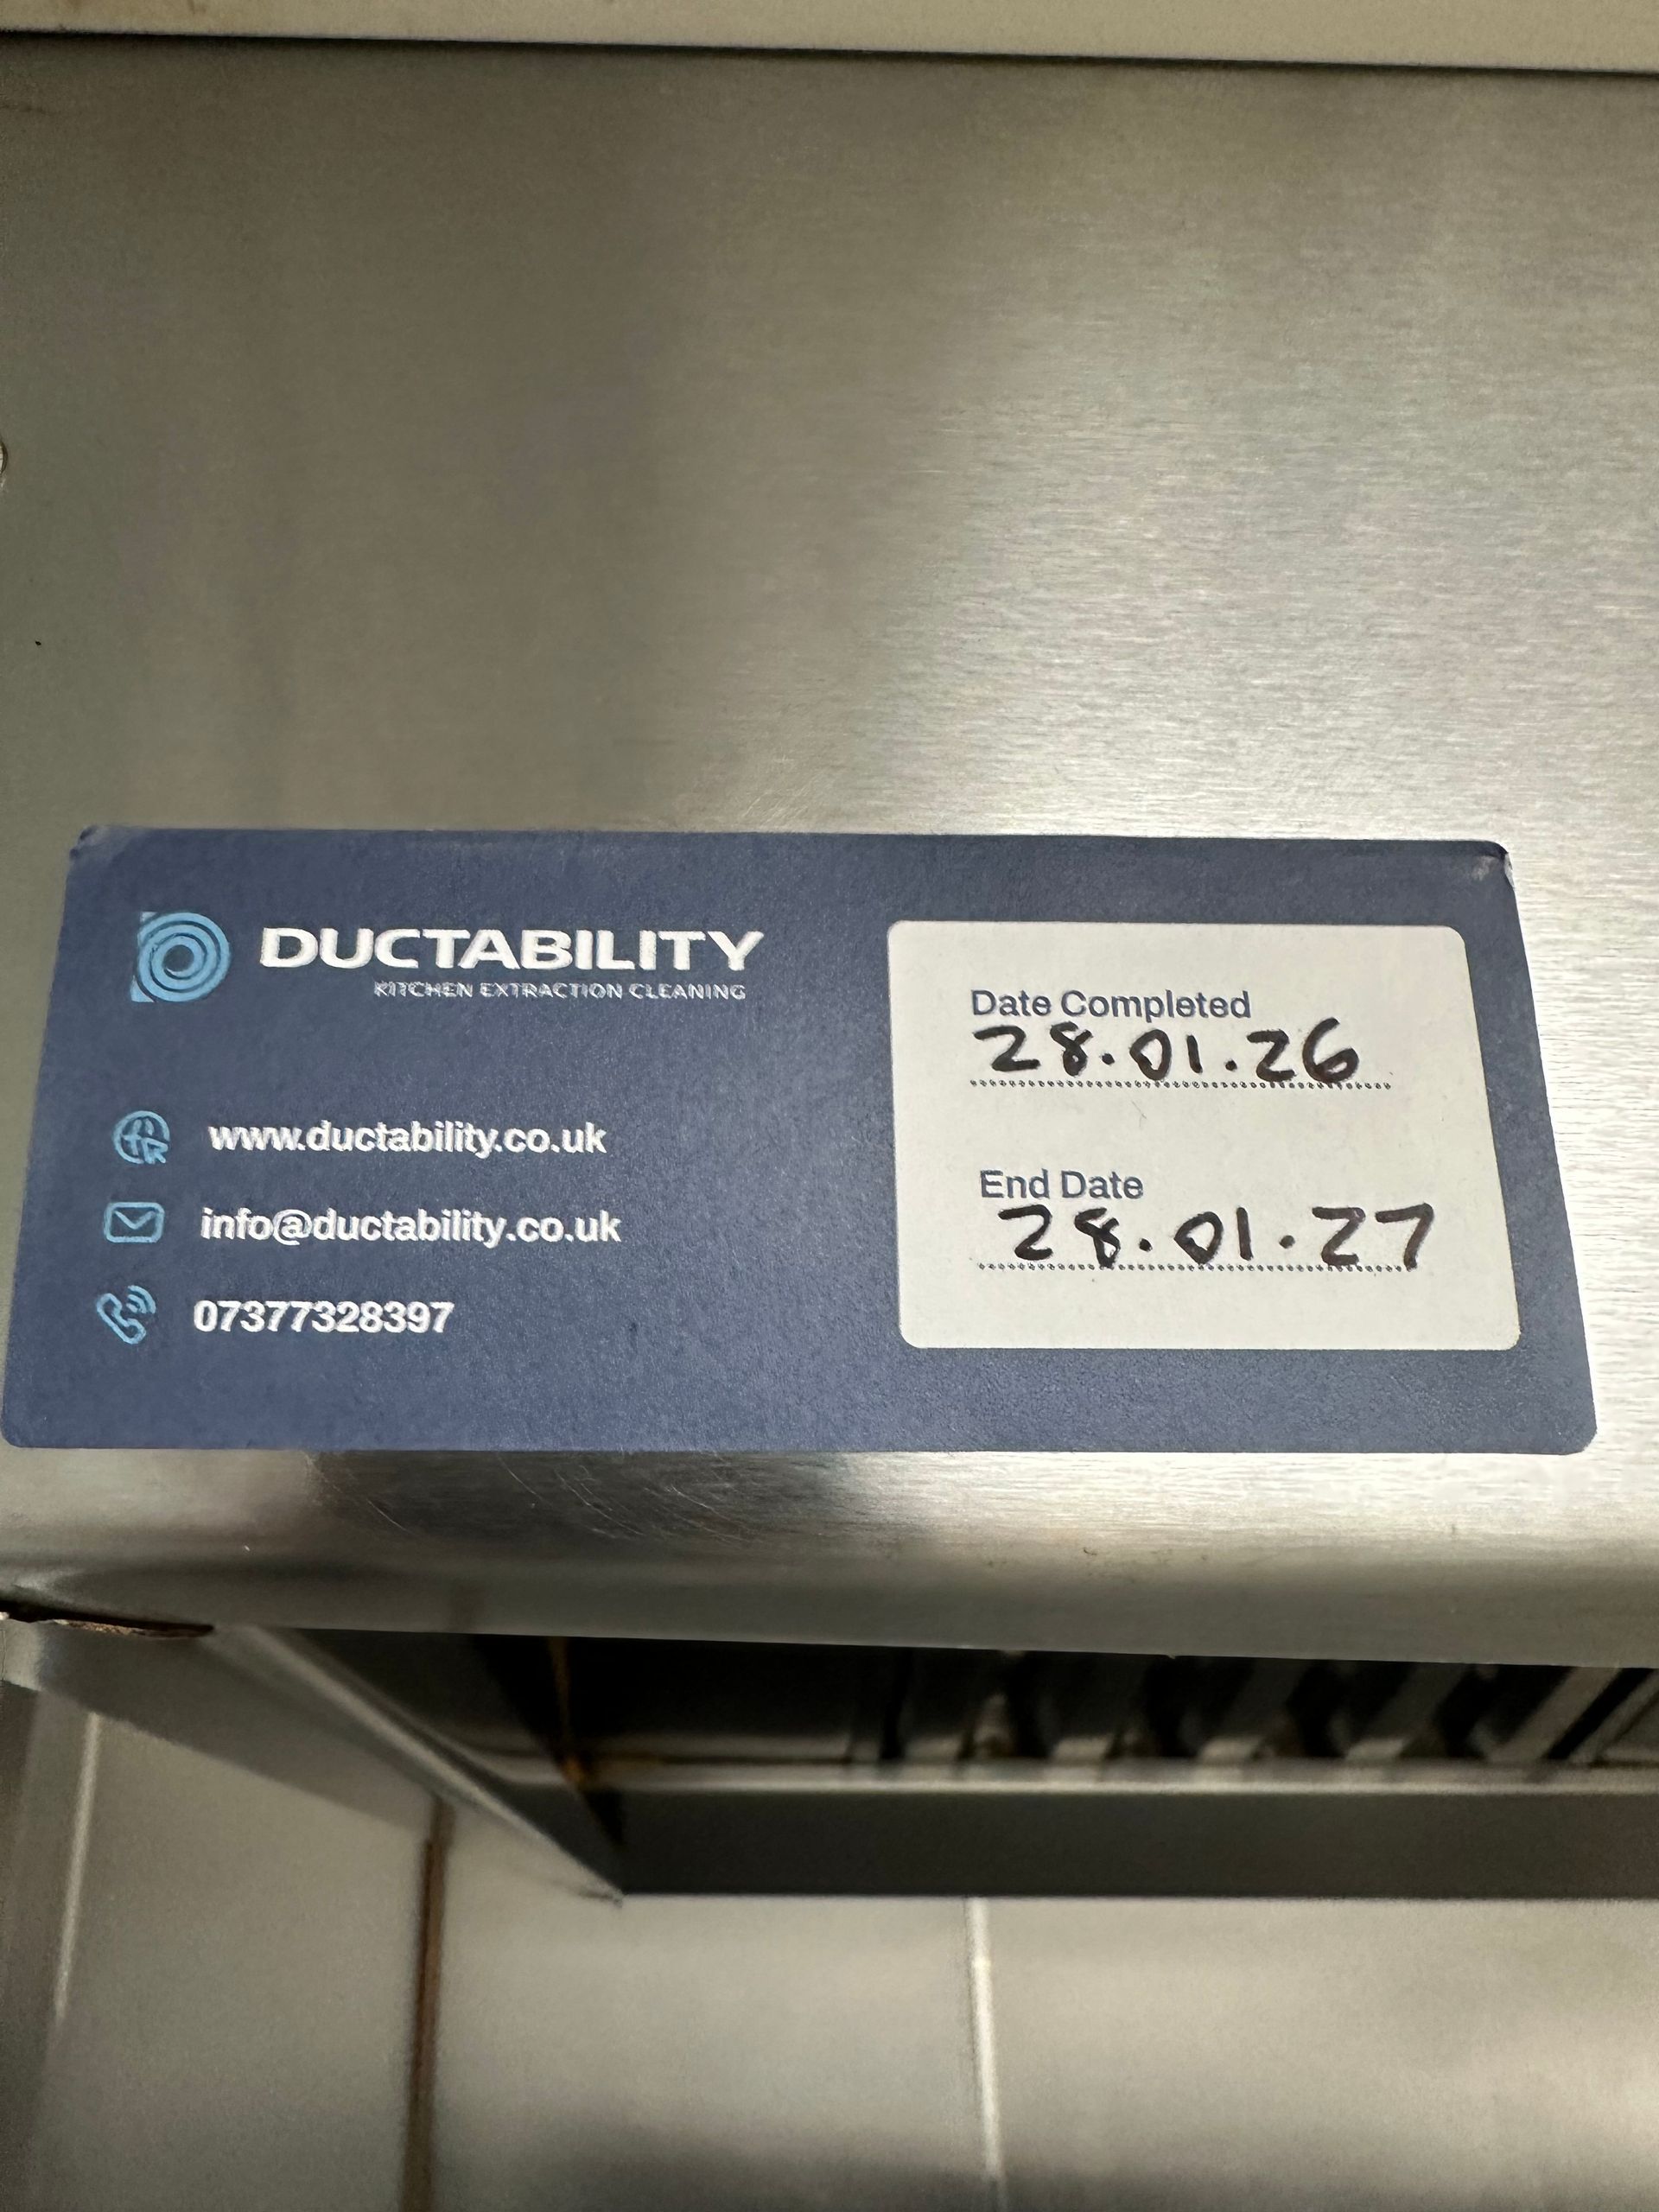 DUCTABILITY
KITCHEN EXTRACTION CLEANING
www.ductability.co.uk
info@ductability.co.uk
07377328397
Date Completed
28.01.26
End Date
28.01.27